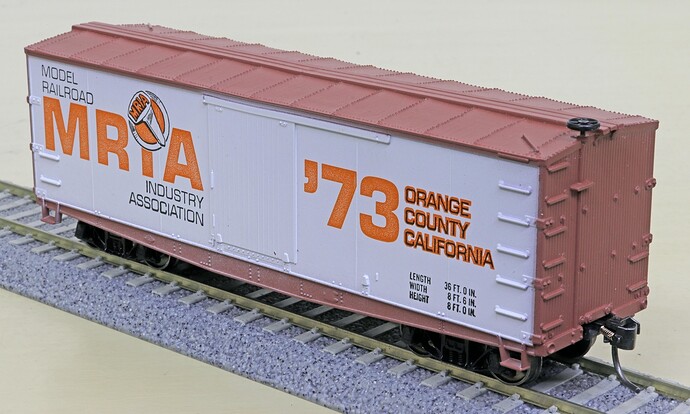 MODEL
RAILROAD
MRIA
MRIA
INDUSTRY
ASSOCIATION
'73
ORANGE
COUNTY
CALIFORNIA
LENGTH 36 FT. 0 IN.
WIDTH 8 FT. 6 IN.
HEIGHT 8 FT. 0 IN.